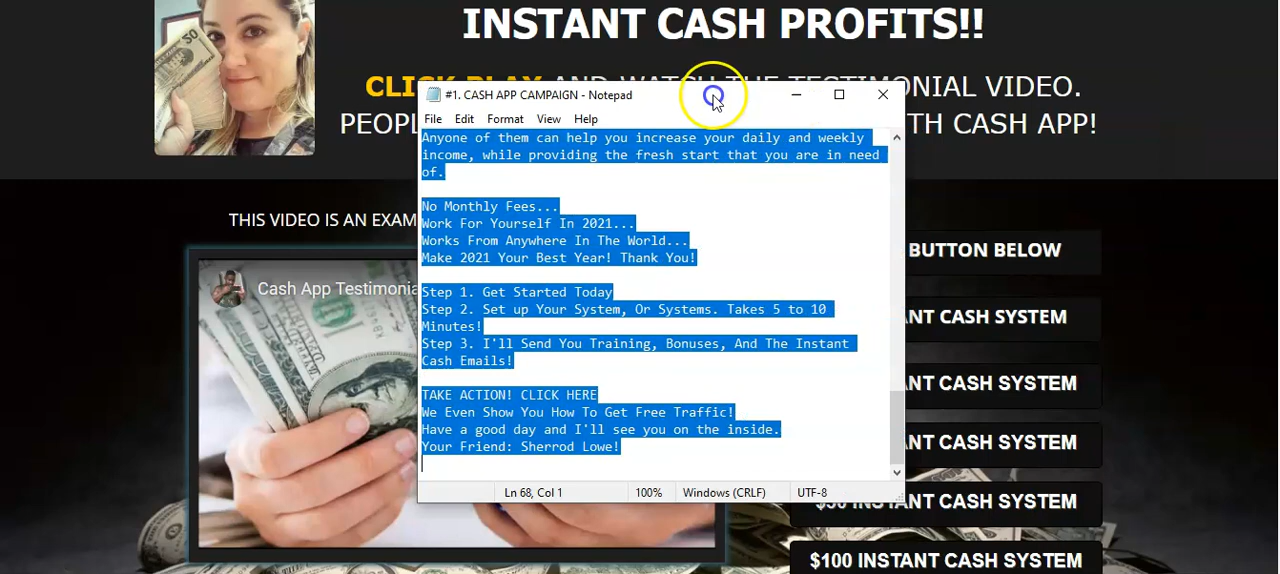 INSTANT CASH PROFITS!!
CLICK PLAY AND WATCH THE TESTIMONIAL VIDEO.
PEOPL TH CASH APP!
#1. CASH APP CAMPAIGN - Notepad
File Edit Format View Help
Anyone of them can help you increase your daily and weekly
income, while providing the fresh start that you are in need
of.
No Monthly Fees...
Work For Yourself In 2021...
Works From Anywhere In The World...
Make 2021 Your Best Year! Thank You!
Step 1. Get Started Today
Step 2. Set up Your System, Or Systems. Takes 5 to 10
Minutes!
Step 3. I'll Send You Training, Bonuses, And The Instant
Cash Emails!
TAKE ACTION! CLICK HERE
We Even Show You How To Get Free Traffic!
Have a good day and I'll see you on the inside.
Your Friend: Sherrod Lowe!
Ln 68, Col 1 100% Windows (CRLF) UTF-8
THIS VIDEO IS AN EXAM
Cash App Testimonia
BUTTON BELOW
ANT CASH SYSTEM
INSTANT CASH SYSTEM
INSTANT CASH SYSTEM
$50 INSTANT CASH SYSTEM
$100 INSTANT CASH SYSTEM